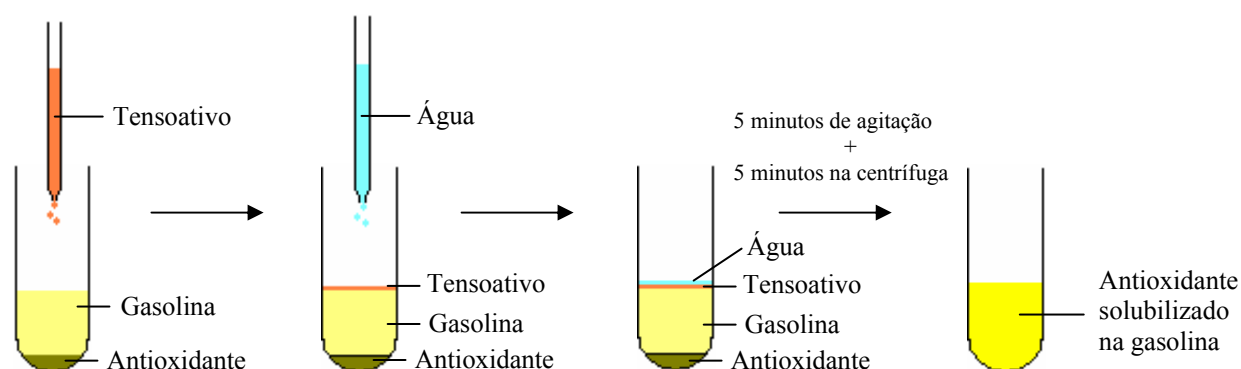 Tensoativo
Gasolina
Antioxidante
Água
Tensoativo
Gasolina
Antioxidante
5 minutos de agitação
+
5 minutos na centrífuga
Água
Tensoativo
Gasolina
Antioxidante
Antioxidante
solubilizado
na gasolina